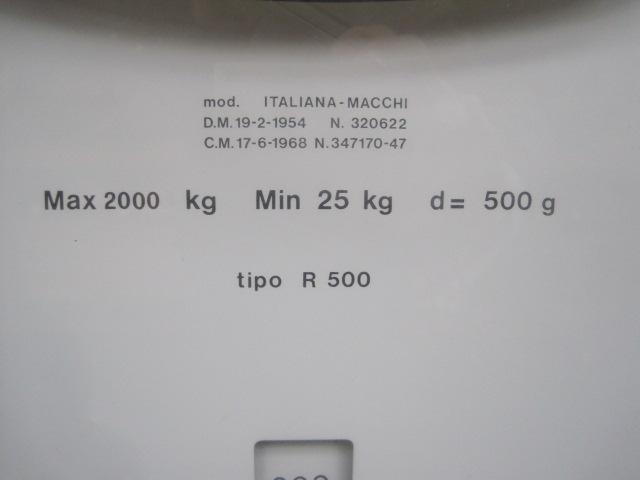 mod. ITALIANA-MACCHI
D.M.19-2-1954 N. 320622
C.M.17-6-1968 N.347170-47
Max 2000 kg Min 25 kg d= 500 g
tipo R 500